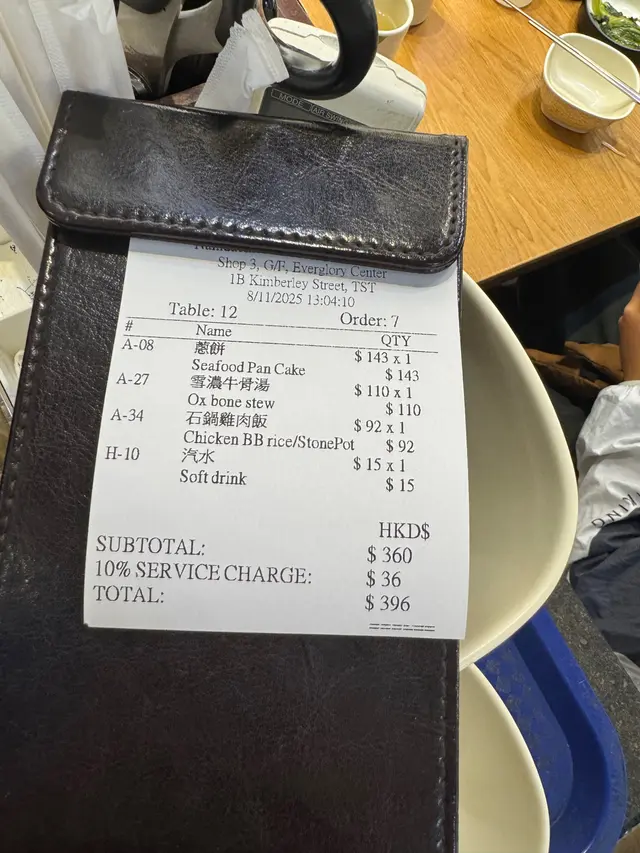 MODE AIR SWING
Shop 3, G/F, Everglory Center
1B Kimberley Street, TST
8/11/2025 13:04:10
Table: 12 Order: 7
# Name QTY
A-08 蔥餅 $ 143 x 1
Seafood Pan Cake $ 143
A-27 雪濃牛骨湯 $ 110 x 1
Ox bone stew $ 110
A-34 石鍋雞肉飯 $ 92 x 1
Chicken BB rice/StonePot $ 92
H-10 汽水 $ 15 x 1
Soft drink $ 15
HKD$
SUBTOTAL: $ 360
10% SERVICE CHARGE: $ 36
TOTAL: $ 396